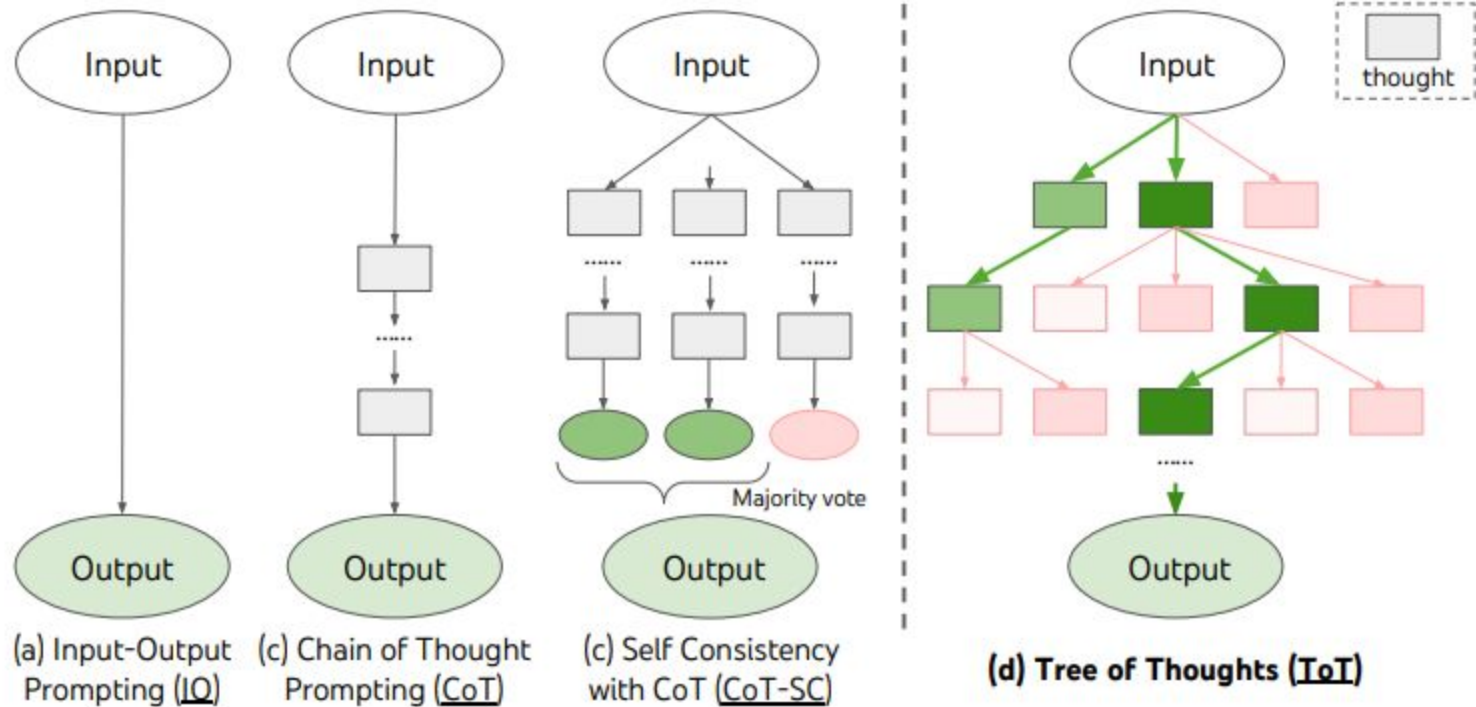 Input
Input
Input
Input
thought
......
......
......
......
......
Majority vote
Output
Output
Output
Output
(a) Input-Output
Prompting (IO)
(c) Chain of Thought
Prompting (CoT)
(c) Self Consistency
with CoT (CoT-SC)
(d) Tree of Thoughts (ToT)